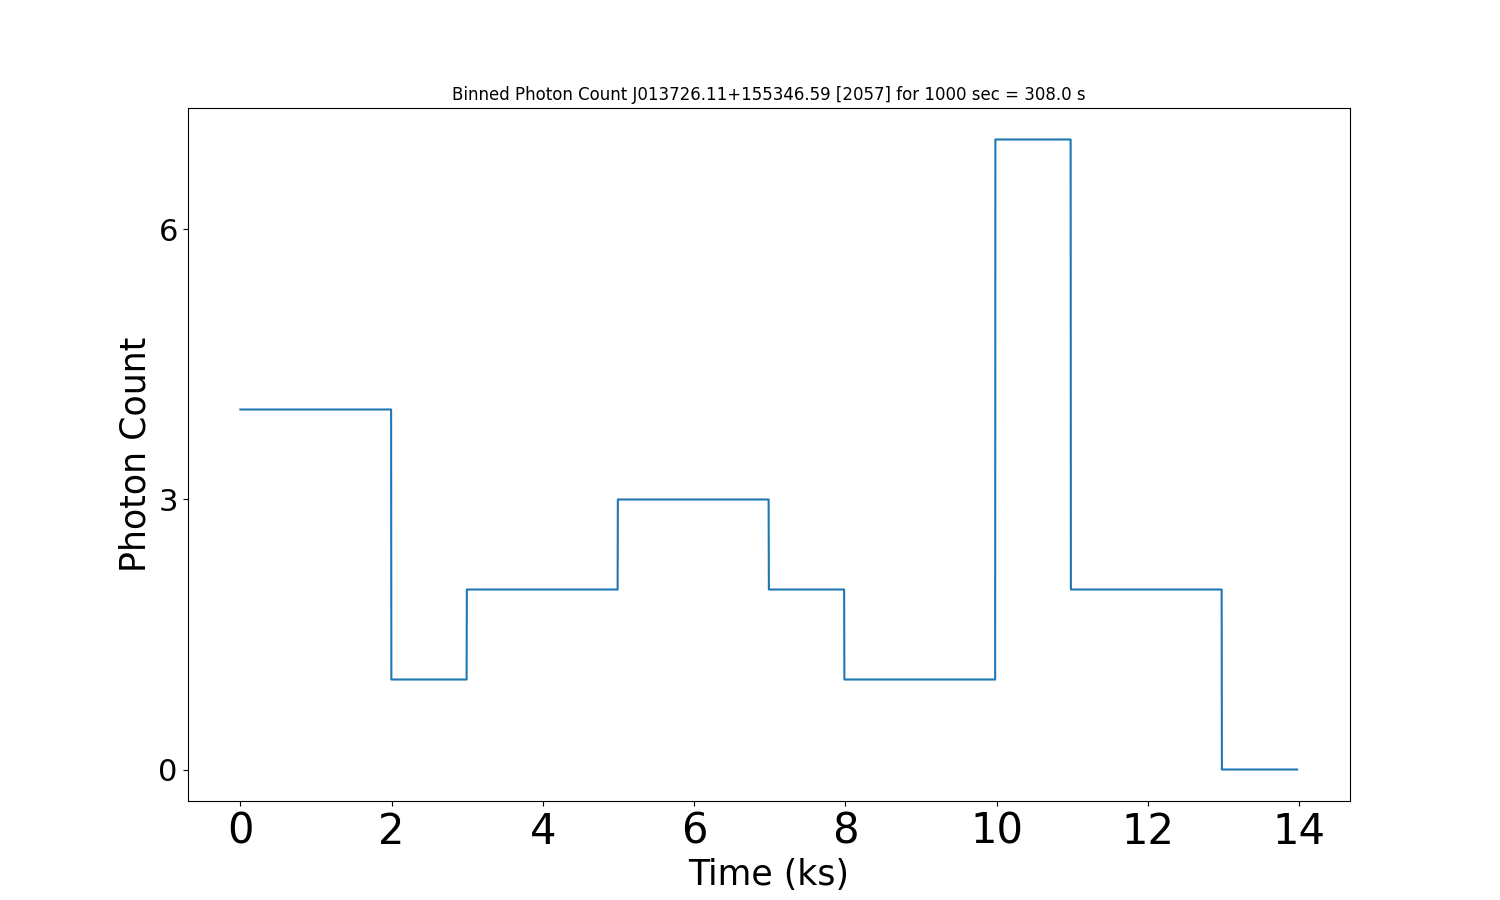 Binned Photon Count J013726.11+155346.59 [2057] for 1000 sec = 308.0 s
6
3
0
Photon Count
0 2 4 6 8 10 12 14
Time (ks)